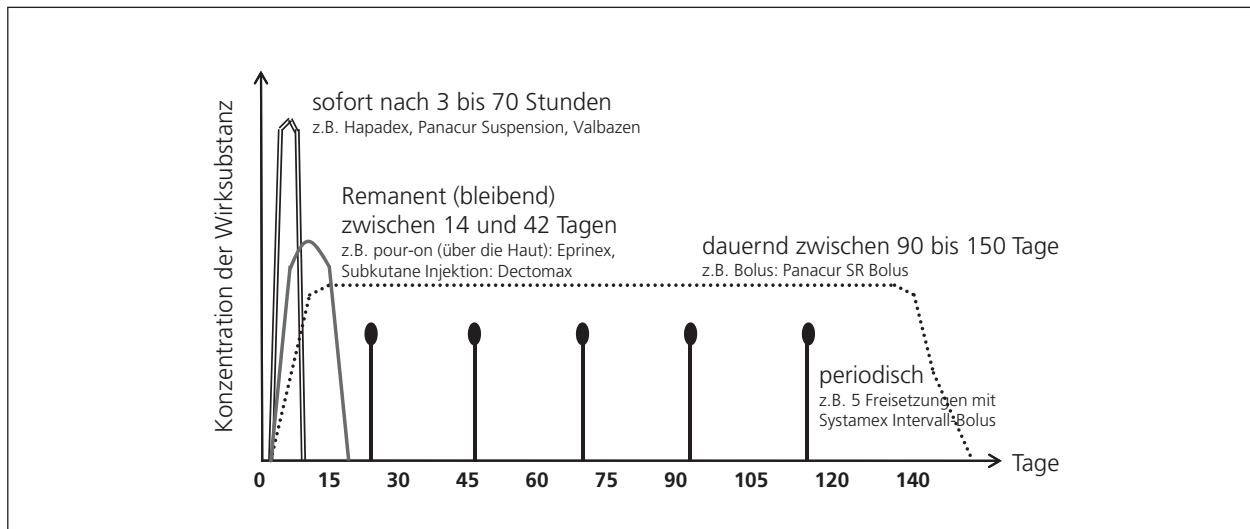 Konzentration der Wirksubstanz
sofort nach 3 bis 70 Stunden
z.B. Hapadex, Panacur Suspension, Valbazen
Remanent (bleibend)
zwischen 14 und 42 Tagen
z.B. pour-on (über die Haut): Eprinex,
Subkutane Injektion: Dectomax
dauernd zwischen 90 bis 150 Tage
z.B. Bolus: Panacur SR Bolus
periodisch
z.B. 5 Freisetzungen mit
Systamex Intervall-Bolus
Tage
0 15 30 45 60 75 90 105 120 140